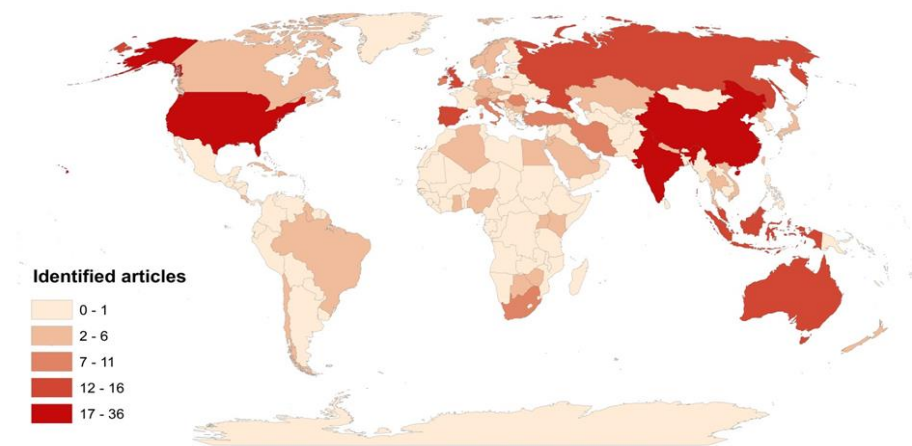 Identified articles
0 - 1
2 - 6
7 - 11
12 - 16
17 - 36